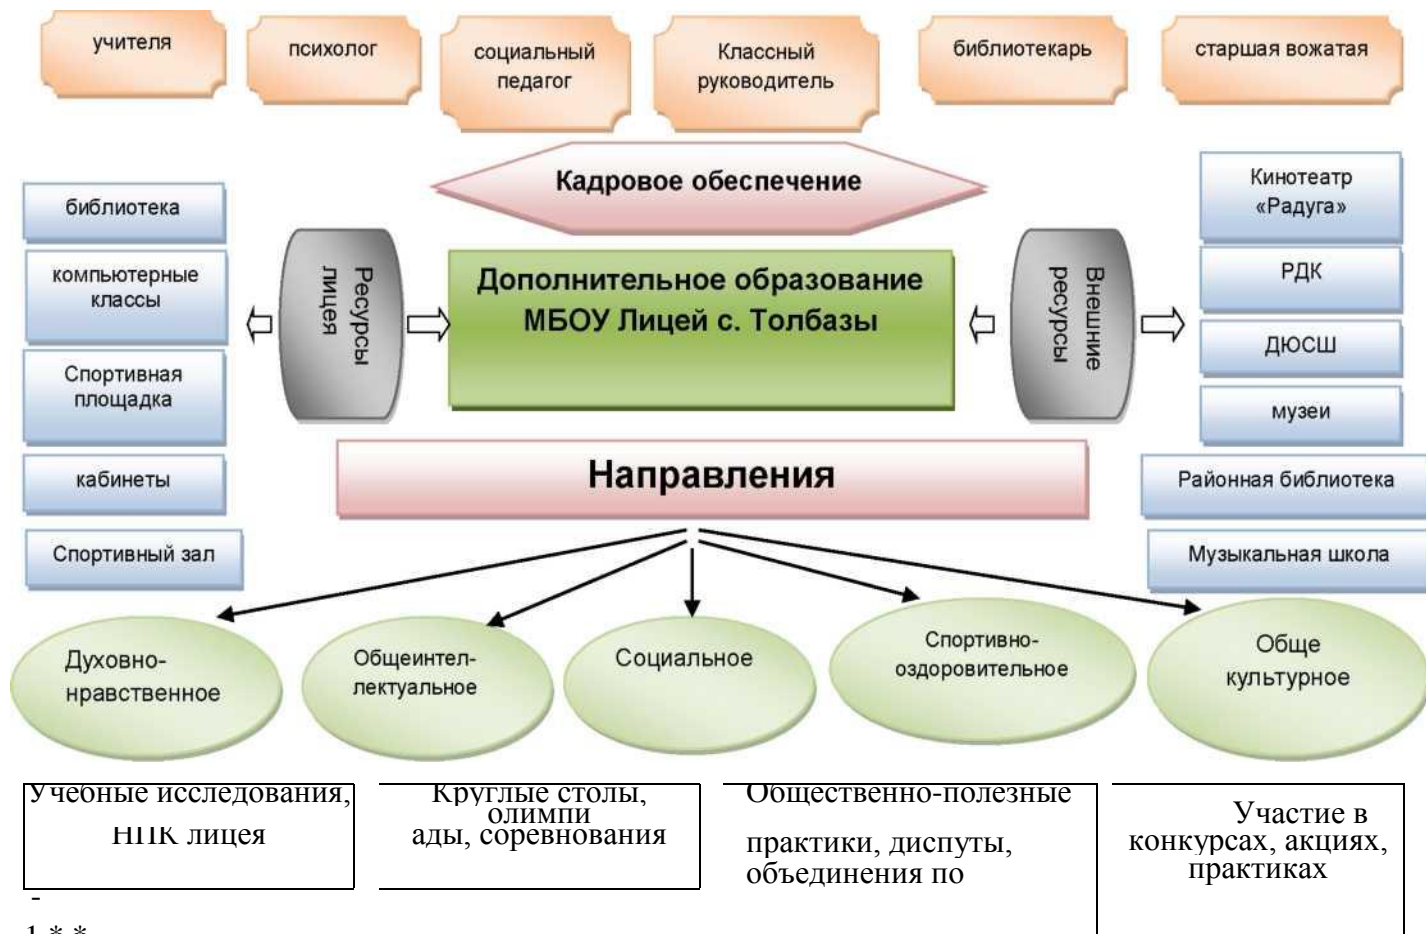 учителя
психолог
социальный
педагог
Классный
руководитель
библиотекарь
старшая вожатая
Кадровое обеспечение
библиотека
компьютерные
классы
Спортивная
площадка
кабинеты
Спортивный зал
Ресурсы
лицея
Дополнительное образование
МБОУ Лицей с. Толбазы
Внешние
ресурсы
Кинотеатр
«Радуга»
РДК
ДЮСШ
музеи
Районная библиотека
Музыкальная школа
Направления
Духовно-
нравственное
Общеинтел-
лектуальное
Социальное
Спортивно-
оздоровительное
Обще
культурное
Учебные исследования,
НПК лицея
Круглые столы,
олимпи
ады, соревнования
Общественно-полезные
практики, диспуты,
объединения по
Участие в
конкурсах, акциях,
практиках
-
1 * *